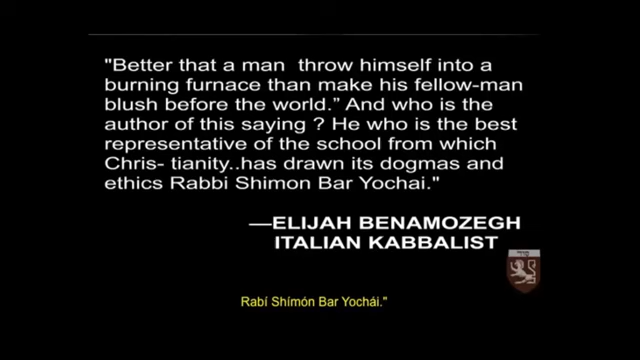 "Better that a man throw himself into a
burning furnace than make his fellow-man
blush before the world." And who is the
author of this saying ? He who is the best
representative of the school from which
Chris- tianity..has drawn its dogmas and
ethics Rabbi Shimon Bar Yochai."
—ELIJAH BENAMOZEGH
ITALIAN KABBALIST
Rabí Shímón Bar Yochái."